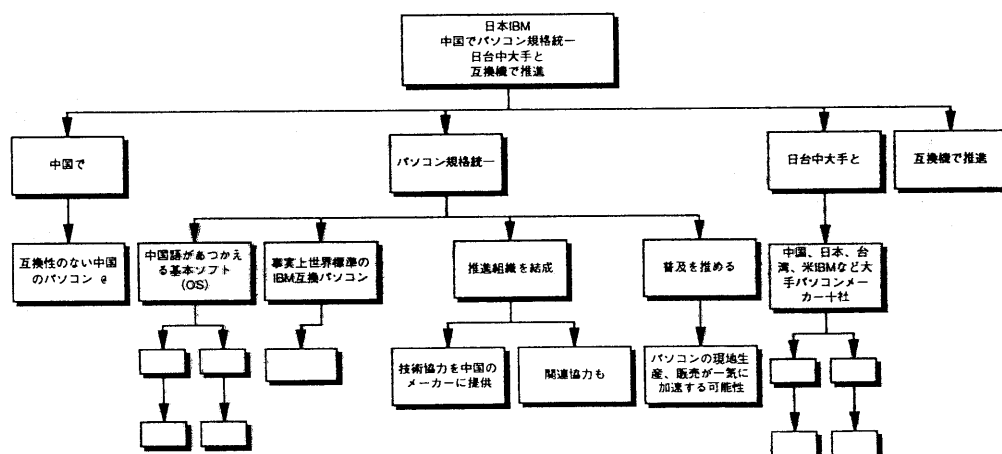 日本IBM
中国でパソコン規格統一
日台中大手と
互換機で推進
中国で
パソコン規格統一
日台中大手と
互換機で推進
互換性のない中国
のパソコン @
中国語があつかえ
る基本ソフト
(OS)
事実上世界標準の
IBM互換パソコン
推進組織を結成
普及を推める
中国、日本、台
湾、米IBMなど大
手パソコンメー
カー十社
技術協力を中国の
メーカーに提供
関連協力も
パソコンの現地生
産、販売が一気に
加速する可能性